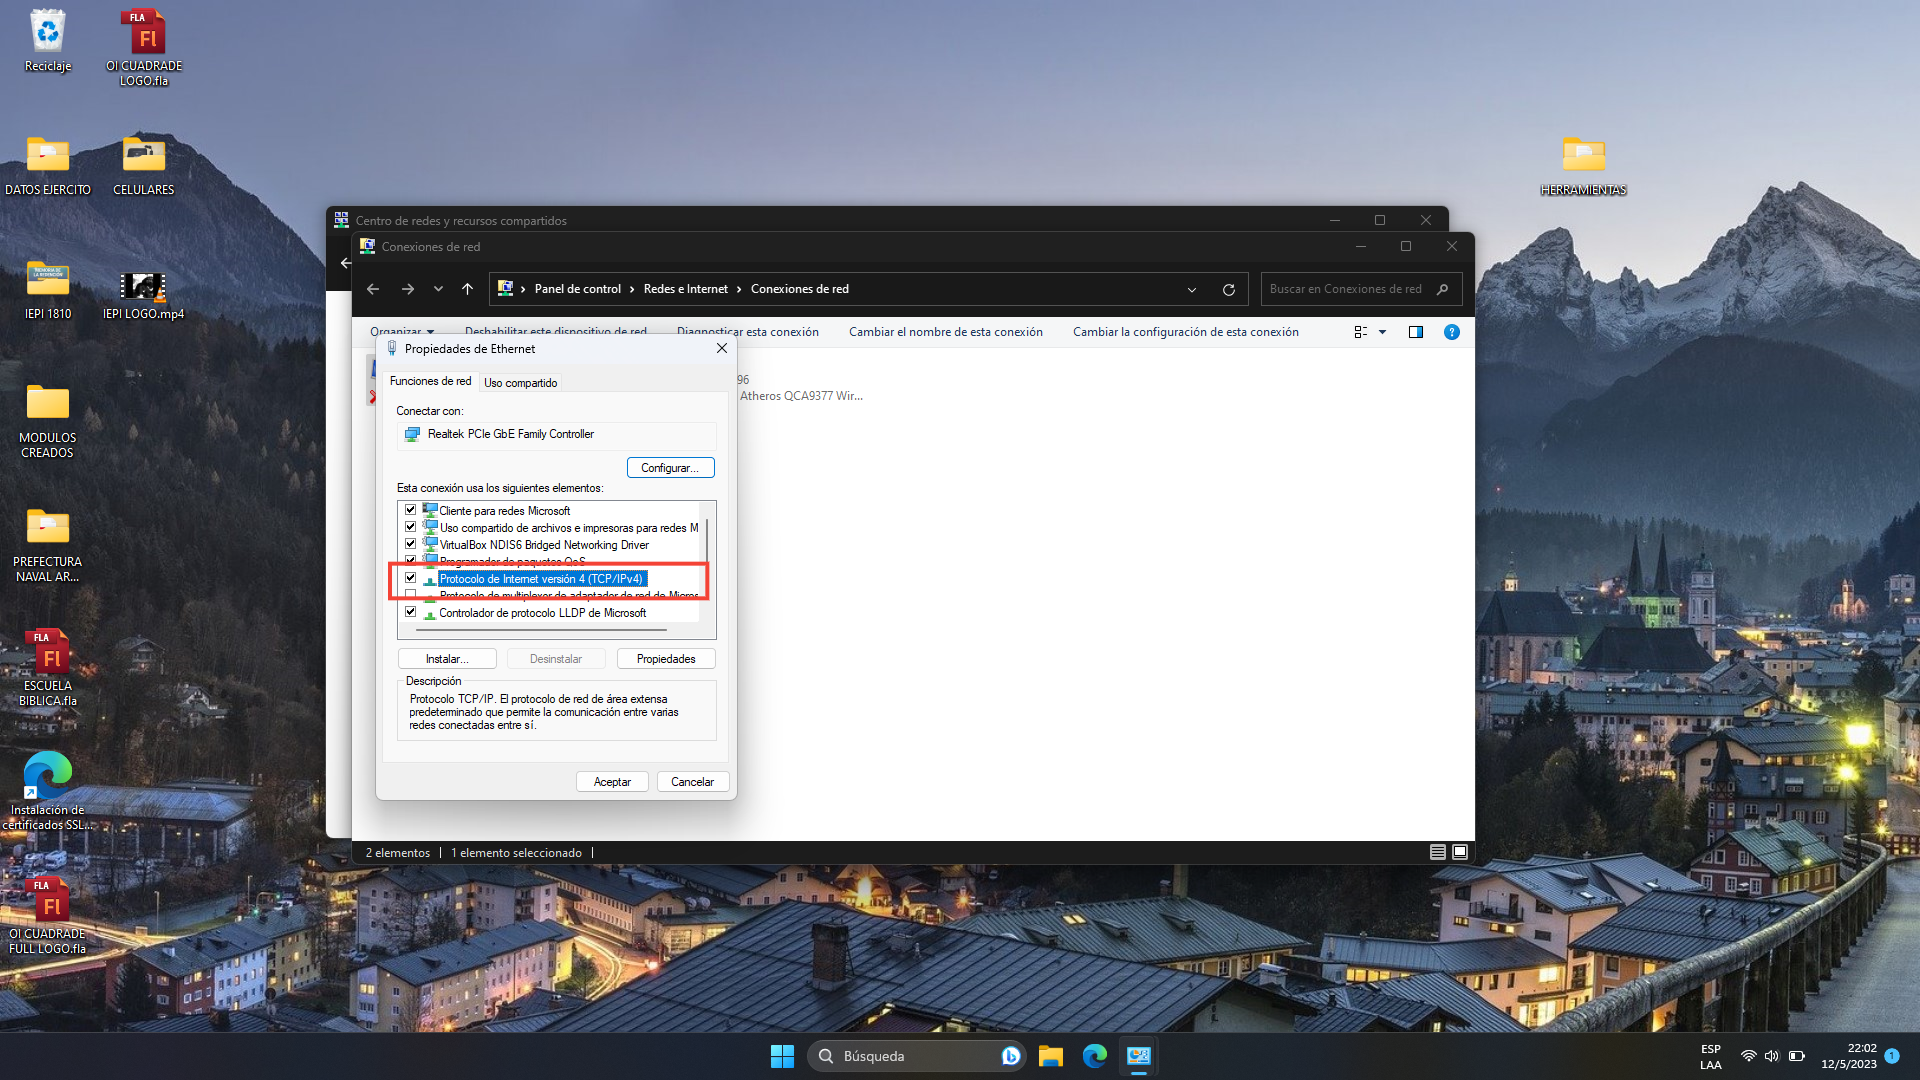 Reciclaje
OI CUADRADE
LOGO.fla
DATOS EJERCITO
CELULARES
HERRAMIENTAS
IEPI 1810
IEPI LOGO.mp4
MODULOS
CREADOS
PREFECTURA
NAVAL AR...
ESCUELA
BIBLICA.fla
Instalación de
certificados SSL...
OI CUADRADE
FULL LOGO.fla
Centro de redes y recursos compartidos
Conexiones de red
Panel de control › Redes e Internet › Conexiones de red
Buscar en Conexiones de red
Organizar Deshabilitar este dispositivo de red Diagnosticar esta conexión Cambiar el nombre de esta conexión Cambiar la configuración de esta conexión
96
Atheros QCA9377 Wir...
Propiedades de Ethernet
Funciones de red Uso compartido
Conectar con:
Realtek PCIe GbE Family Controller
Configurar...
Esta conexión usa los siguientes elementos:
Cliente para redes Microsoft
Uso compartido de archivos e impresoras para redes M
VirtualBox NDIS6 Bridged Networking Driver
Programador de paquetes QoS
Protocolo de Internet versión 4 (TCP/IPv4)
Protocolo de multiplexor de adaptador de red de Micros
Controlador de protocolo LLDP de Microsoft
Instalar... Desinstalar Propiedades
Descripción
Protocolo TCP/IP. El protocolo de red de área extensa
predeterminado que permite la comunicación entre varias
redes conectadas entre sí.
Aceptar Cancelar
2 elementos | 1 elemento seleccionado |
Búsqueda
ESP
LAA
22:02
12/5/2023
1